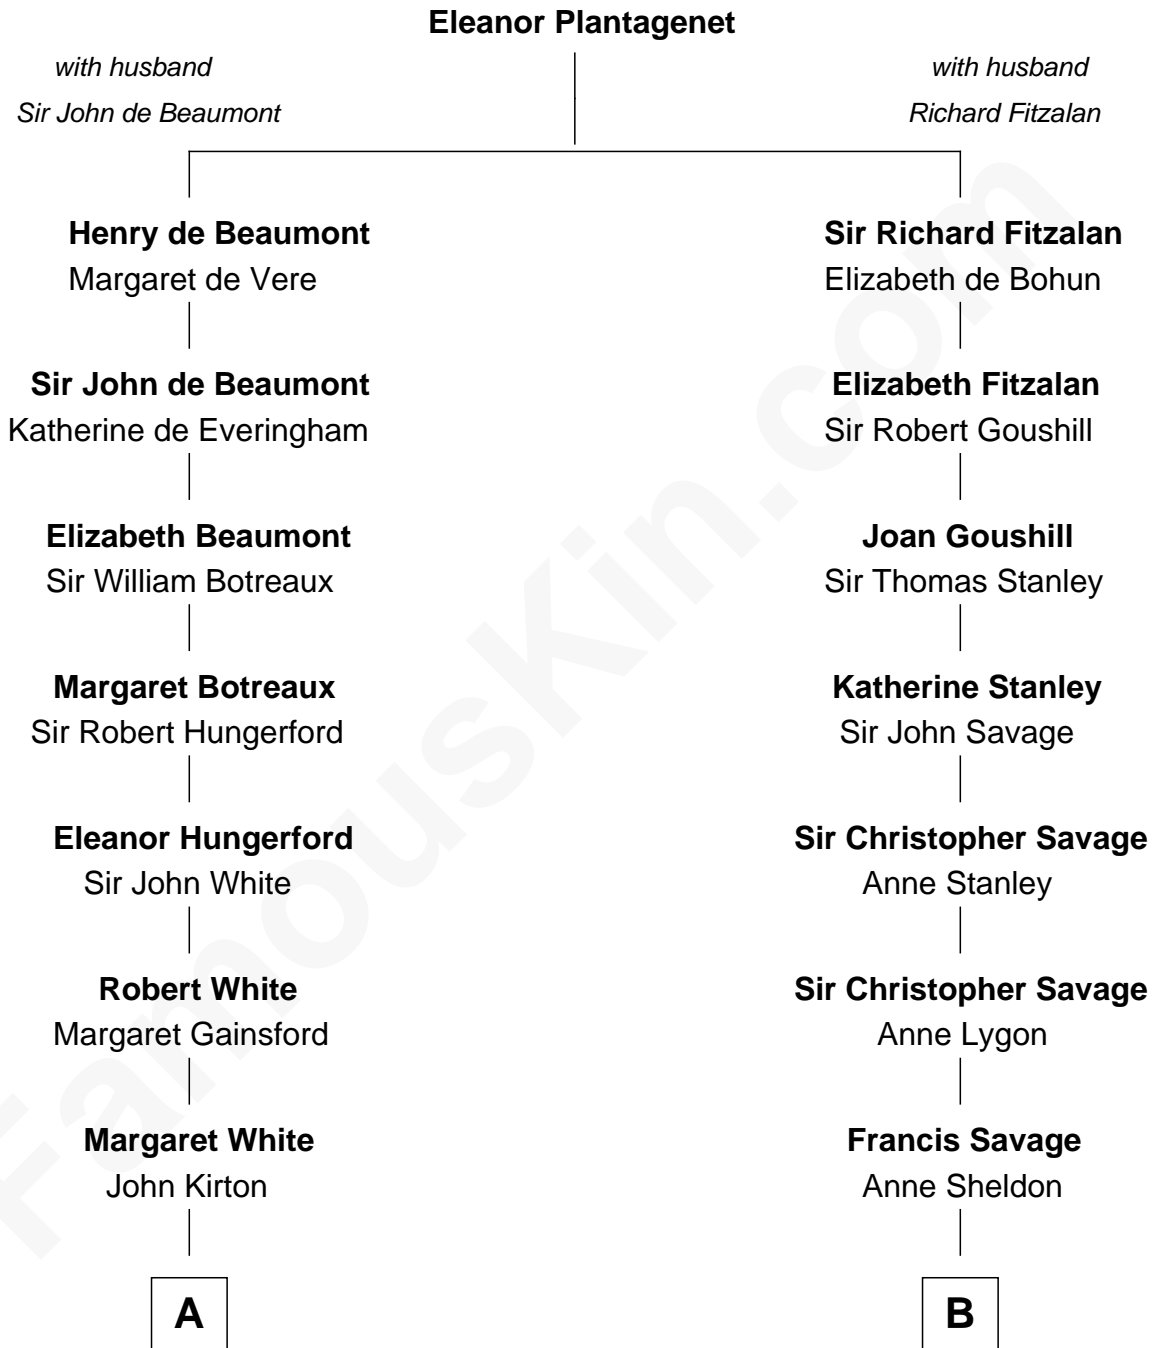 Eleanor Plantagenet
with husband
Sir John de Beaumont
with husband
Richard Fitzalan
Henry de Beaumont
Margaret de Vere
Sir Richard Fitzalan
Elizabeth de Bohun
Sir John de Beaumont
Katherine de Everingham
Elizabeth Fitzalan
Sir Robert Goushill
Elizabeth Beaumont
Sir William Botreaux
Joan Goushill
Sir Thomas Stanley
Margaret Botreaux
Sir Robert Hungerford
Katherine Stanley
Sir John Savage
Eleanor Hungerford
Sir John White
Sir Christopher Savage
Anne Stanley
Robert White
Margaret Gainsford
Sir Christopher Savage
Anne Lygon
Margaret White
John Kirton
Francis Savage
Anne Sheldon
A
B
FamousKin.com